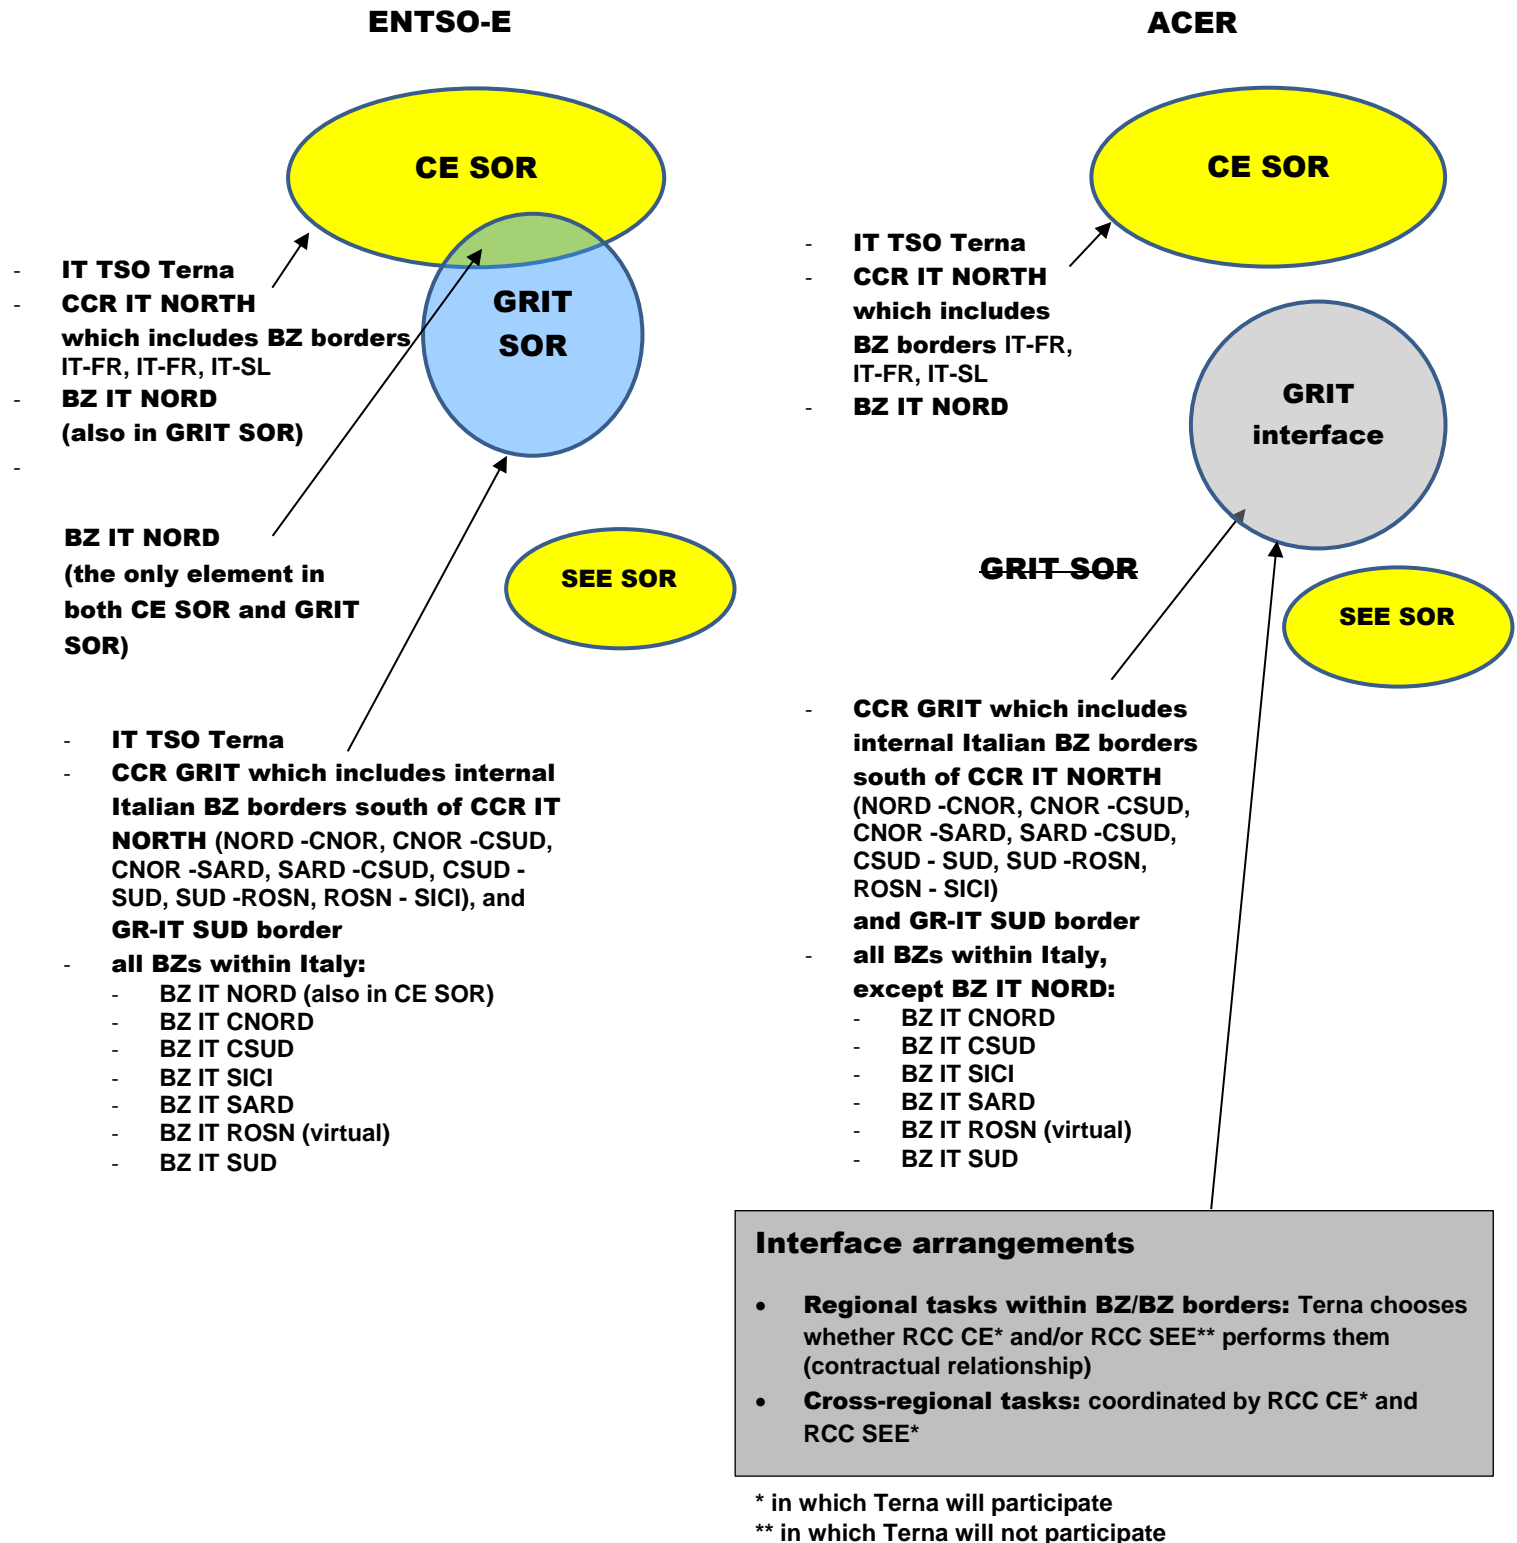 ENTSO-E
CE SOR
GRIT
SOR
- IT TSO Terna
- CCR IT NORTH
which includes BZ borders
IT-FR, IT-FR, IT-SL
- BZ IT NORD
(also in GRIT SOR)
-
BZ IT NORD
(the only element in
both CE SOR and GRIT
SOR)
SEE SOR
- IT TSO Terna
- CCR GRIT which includes internal
Italian BZ borders south of CCR IT
NORTH (NORD -CNOR, CNOR -CSUD,
CNOR -SARD, SARD -CSUD, CSUD -
SUD, SUD -ROSN, ROSN - SICI), and
GR-IT SUD border
- all BZs within Italy:
- BZ IT NORD (also in CE SOR)
- BZ IT CNORD
- BZ IT CSUD
- BZ IT SICI
- BZ IT SARD
- BZ IT ROSN (virtual)
- BZ IT SUD
ACER
CE SOR
- IT TSO Terna
- CCR IT NORTH
which includes
BZ borders IT-FR,
IT-FR, IT-SL
- BZ IT NORD
GRIT
interface
GRIT SOR
SEE SOR
- CCR GRIT which includes
internal Italian BZ borders
south of CCR IT NORTH
(NORD -CNOR, CNOR -CSUD,
CNOR -SARD, SARD -CSUD,
CSUD - SUD, SUD -ROSN,
ROSN - SICI)
and GR-IT SUD border
- all BZs within Italy,
except BZ IT NORD:
- BZ IT CNORD
- BZ IT CSUD
- BZ IT SICI
- BZ IT SARD
- BZ IT ROSN (virtual)
- BZ IT SUD
Interface arrangements
• Regional tasks within BZ/BZ borders: Terna chooses
whether RCC CE* and/or RCC SEE** performs them
(contractual relationship)
• Cross-regional tasks: coordinated by RCC CE* and
RCC SEE*
* in which Terna will participate
** in which Terna will not participate